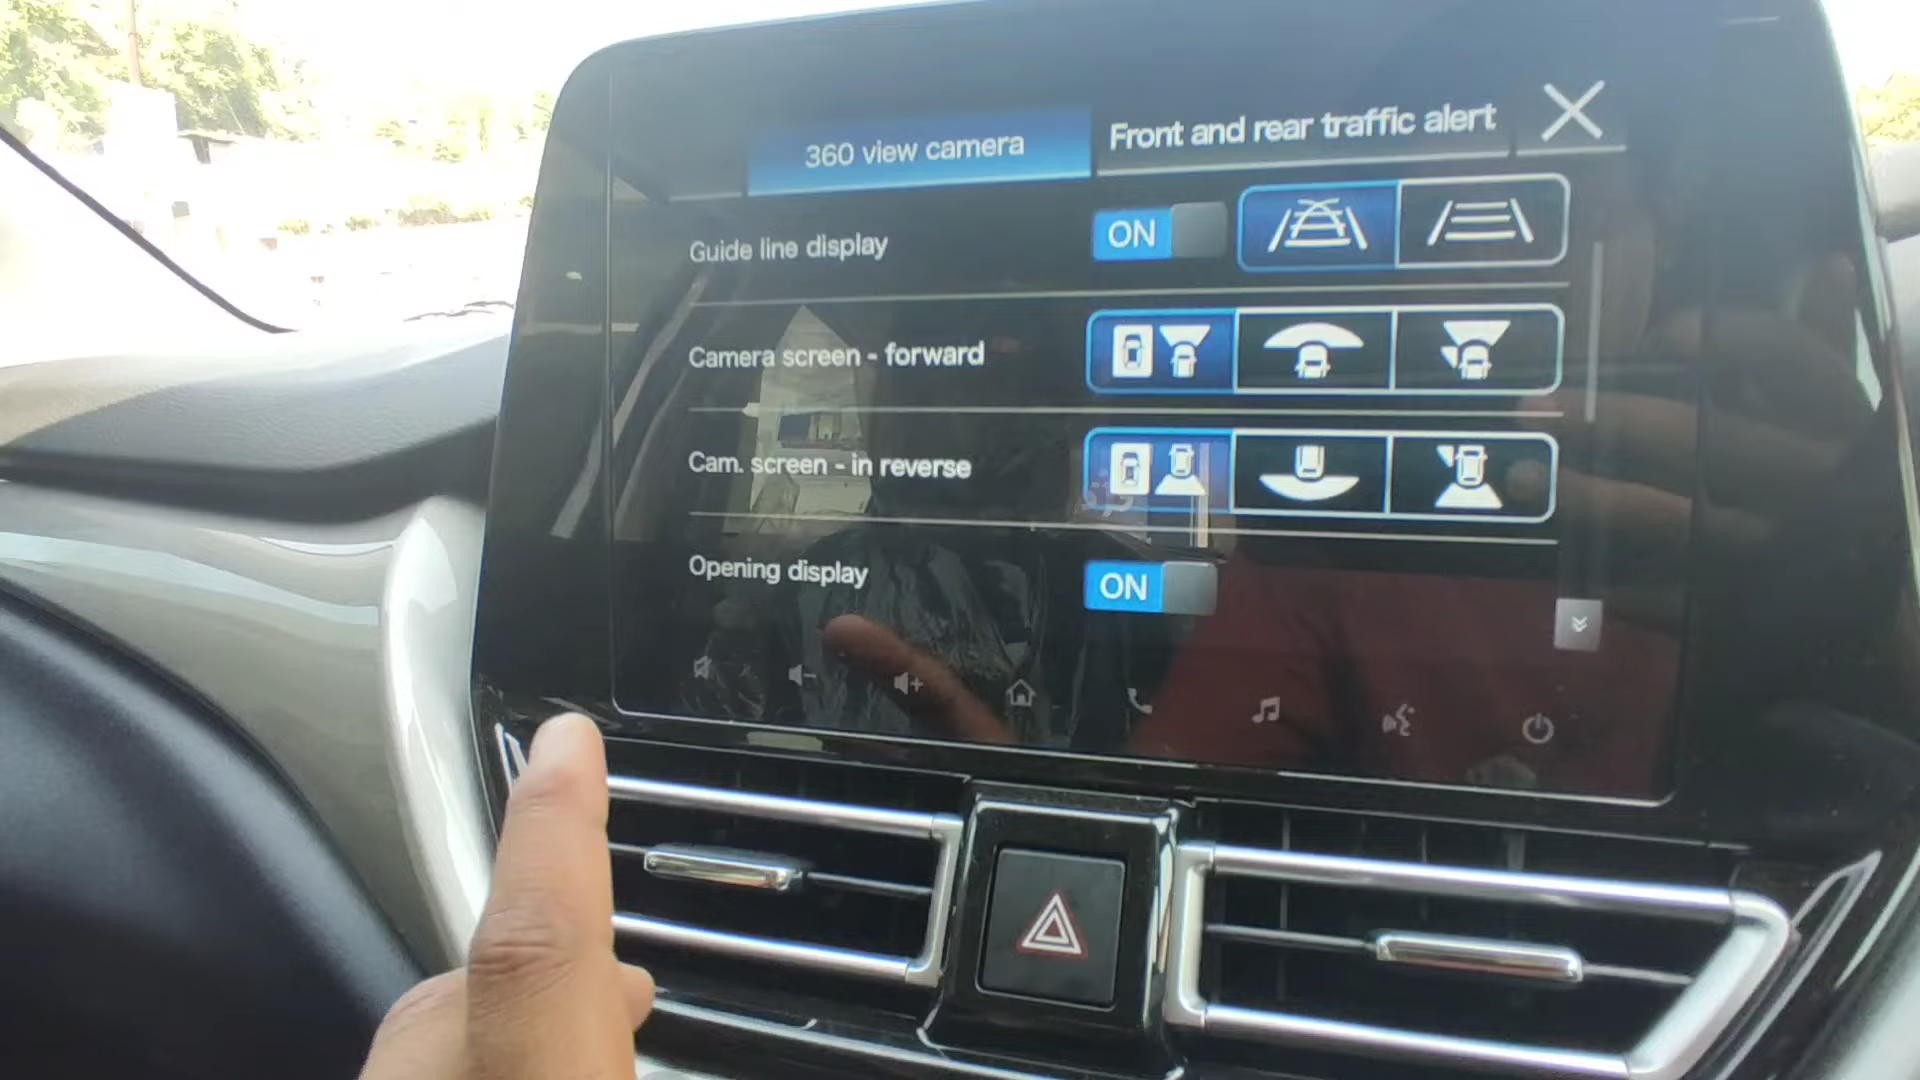 360 view camera
Front and rear traffic alert
Guide line display
ON
Camera screen - forward
Cam. screen - in reverse
Opening display
ON